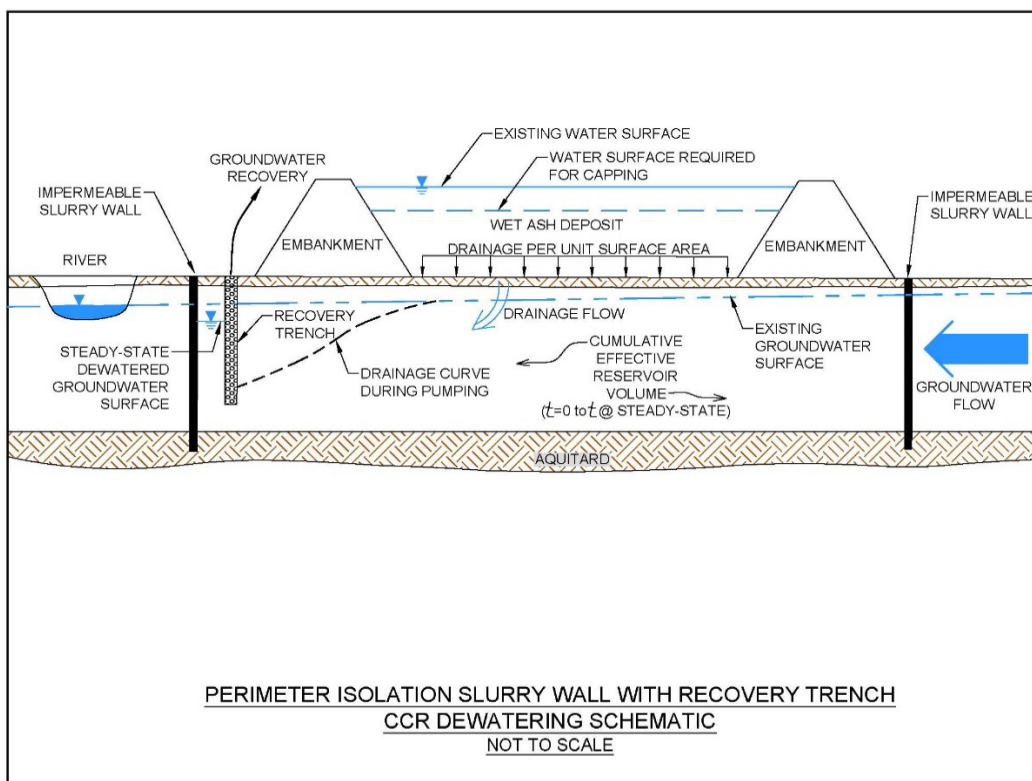 EXISTING WATER SURFACE
GROUNDWATER
RECOVERY
WATER SURFACE REQUIRED
FOR CAPPING
IMPERMEABLE
SLURRY WALL
IMPERMEABLE
SLURRY WALL
WET ASH DEPOSIT
EMBANKMENT
DRAINAGE PER UNIT SURFACE AREA
EMBANKMENT
RIVER
RECOVERY
TRENCH
DRAINAGE FLOW
EXISTING
GROUNDWATER
SURFACE
STEADY-STATE
DEWATERED
GROUNDWATER
SURFACE
DRAINAGE CURVE
DURING PUMPING
CUMULATIVE
EFFECTIVE
RESERVOIR
VOLUME
(t=0 to t @ STEADY-STATE)
GROUNDWATER
FLOW
AQUITARD
PERIMETER ISOLATION SLURRY WALL WITH RECOVERY TRENCH
CCR DEWATERING SCHEMATIC
NOT TO SCALE